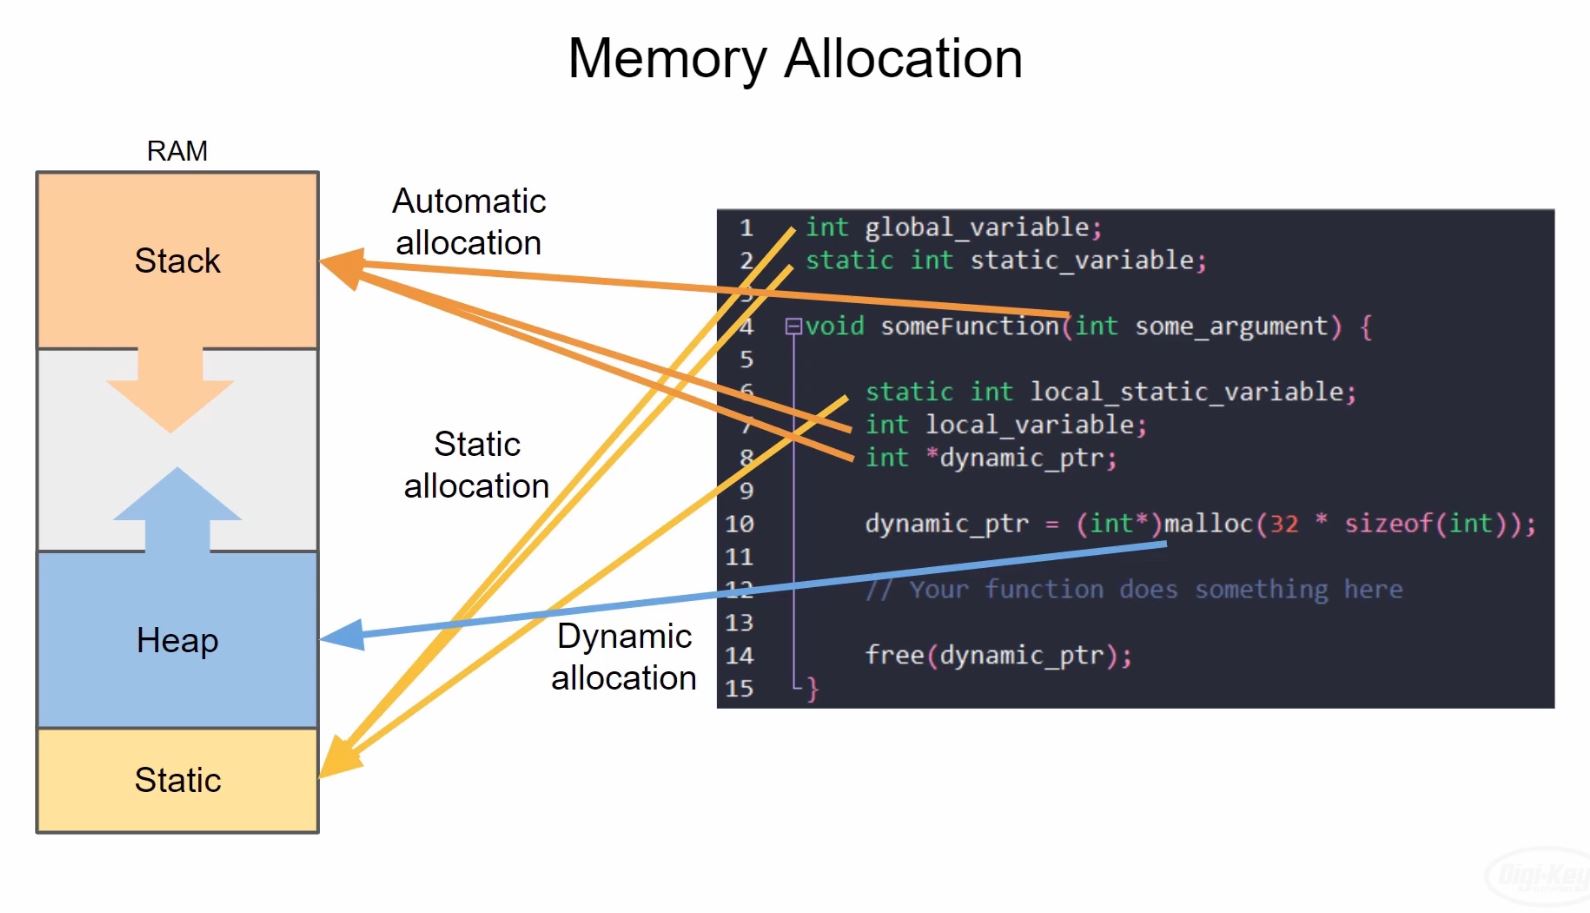 Memory Allocation
RAM
Stack
Heap
Static
Automatic
allocation
Static
allocation
Dynamic
allocation
1 int global_variable;
2 static int static_variable;
3
4 void someFunction(int some_argument) {
5
6 static int local_static_variable;
7 int local_variable;
8 int *dynamic_ptr;
9
10 dynamic_ptr = (int*)malloc(32 * sizeof(int));
11
12 // Your function does something here
13
14 free(dynamic_ptr);
15 }
Digi-Key